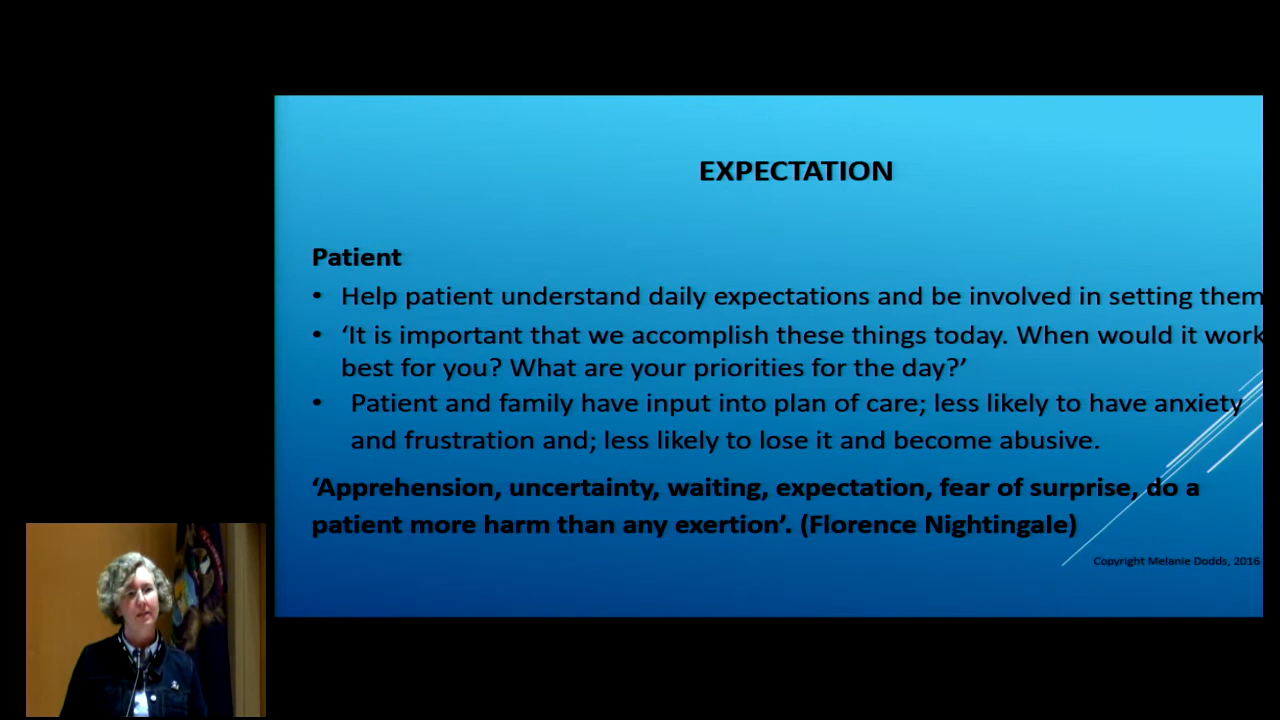 EXPECTATION
Patient
• Help patient understand daily expectations and be involved in setting them
• ‘It is important that we accomplish these things today. When would it work
best for you? What are your priorities for the day?’
• Patient and family have input into plan of care; less likely to have anxiety
and frustration and; less likely to lose it and become abusive.
‘Apprehension, uncertainty, waiting, expectation, fear of surprise, do a
patient more harm than any exertion’. (Florence Nightingale)
Copyright Melanie Dodds, 2016